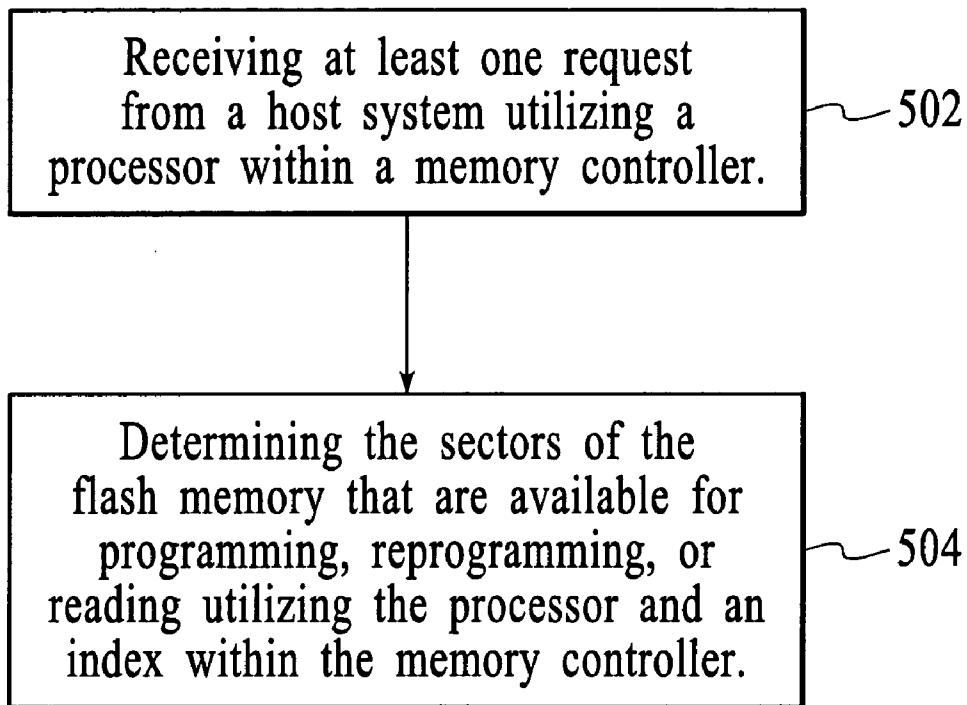 Receiving at least one request
from a host system utilizing a
processor within a memory controller.
502
Determining the sectors of the
flash memory that are available for
programming, reprogramming, or
reading utilizing the processor and an
index within the memory controller.
504